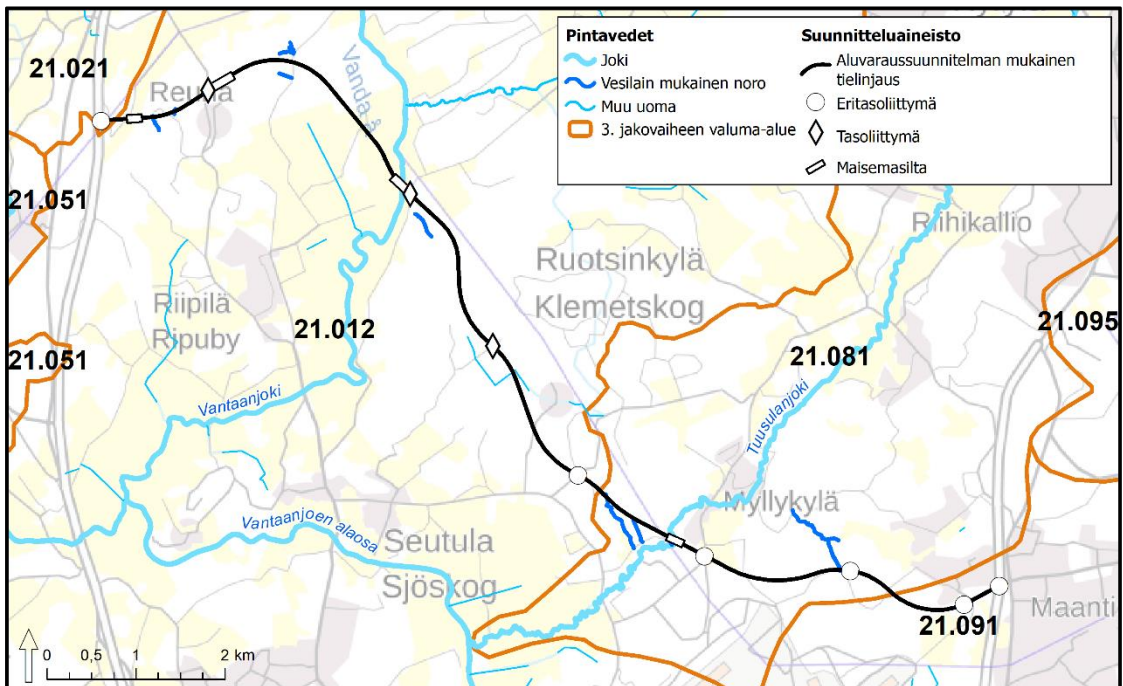 Pintavedet
Joki
Vesilain mukainen noro
Muu uoma
3. jakovaiheen valuma-alue
Suunnitteluaineisto
Aluvaraussuunnitelman mukainen
tielinjaus
Eritasoliittymä
Tasoliittymä
Maisemasilta
21.021
Reuna
Vanda å
21.051
Riihikallio
Ruotsinkylä
Klemetskog
Riipilä
Ripuby
21.012
21.095
21.051
21.081
Vantaanjoki
Tuusulanjoki
Myllykylä
Vantaanjoen alaosa
Seutula
Sjöskog
Maanti
21.091
0 0,5 1 2 km